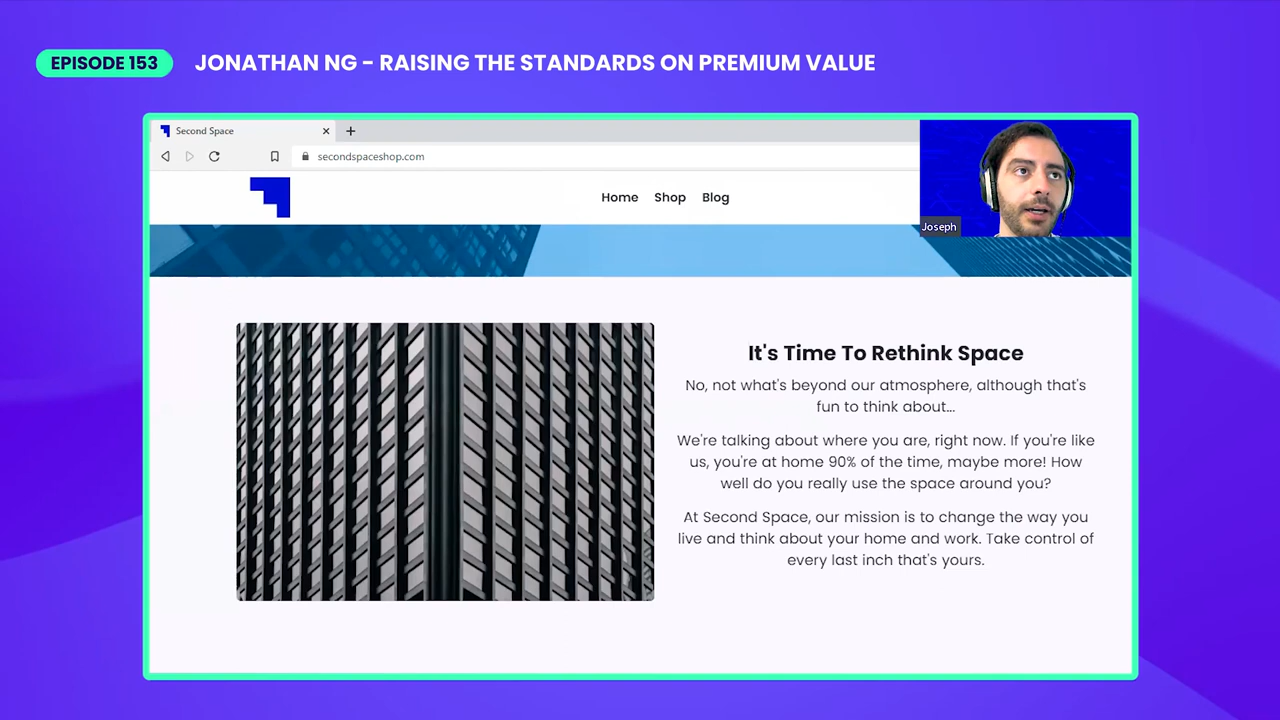 EPISODE 153
JONATHAN NG - RAISING THE STANDARDS ON PREMIUM VALUE
Second Space
secondspaceshop.com
Home Shop Blog
Joseph
It's Time To Rethink Space
No, not what's beyond our atmosphere, although that's
fun to think about...
We're talking about where you are, right now. If you're like
us, you're at home 90% of the time, maybe more! How
well do you really use the space around you?
At Second Space, our mission is to change the way you
live and think about your home and work. Take control of
every last inch that's yours.